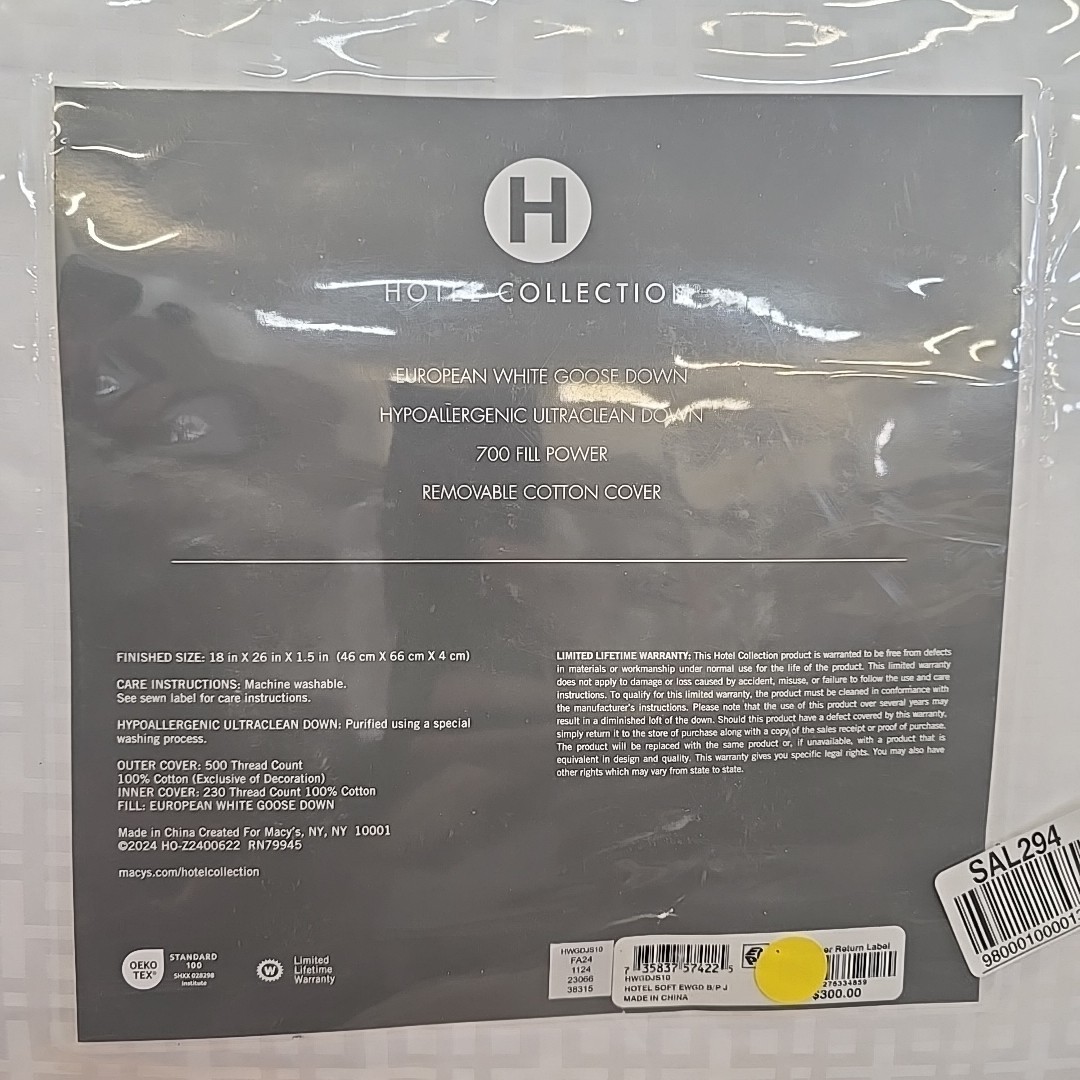 H
HOTEL COLLECTION
EUROPEAN WHITE GOOSE DOWN
HYPOALLERGENIC ULTRACLEAN DOWN
700 FILL POWER
REMOVABLE COTTON COVER
FINISHED SIZE: 18 in X 26 in X 1.5 in (46 cm X 66 cm X 4 cm)
CARE INSTRUCTIONS: Machine washable.
See sewn label for care instructions.
HYPOALLERGENIC ULTRACLEAN DOWN: Purified using a special
washing process.
OUTER COVER: 500 Thread Count
100% Cotton (Exclusive of Decoration)
INNER COVER: 230 Thread Count 100% Cotton
FILL: EUROPEAN WHITE GOOSE DOWN
Made in China Created For Macy's, NY, NY 10001
©2024 HO-Z2400622 RN79945
macys.com/hotelcollection
LIMITED LIFETIME WARRANTY: This Hotel Collection product is warranted to be free from defects
in materials or workmanship under normal use for the life of the product. This limited warranty
does not apply to damage or loss caused by accident, misuse, or failure to follow the use and care
instructions. To qualify for this limited warranty, the product must be cleaned in conformance with
the manufacturer's instructions. Please note that the use of this product over several years may
result in a diminished loft of the down. Should this product have a defect covered by this warranty,
simply return it to the store of purchase along with a copy of the sales receipt or proof of purchase.
The product will be replaced with the same product or, if unavailable, with a product that is
equivalent in design and quality. This warranty gives you specific legal rights. You may also have
other rights which may vary from state to state.
OEKO
TEX®
STANDARD
100
SHXX 028298
Institute
W
Limited
Lifetime
Warranty
HWGDJS10
FA24
1124
23066
38315
7 35837 57422 5
HWGDJS10
HOTEL SOFT EWGD B/P J
MADE IN CHINA
Return Label
276334859
$300.00
SAL294
98000100001